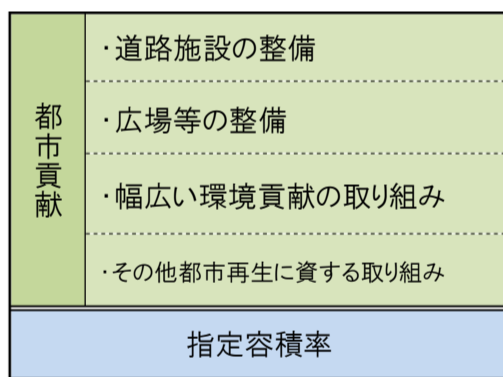 都市貢献
・道路施設の整備
・広場等の整備
・幅広い環境貢献の取り組み
・その他都市再生に資する取り組み
指定容積率